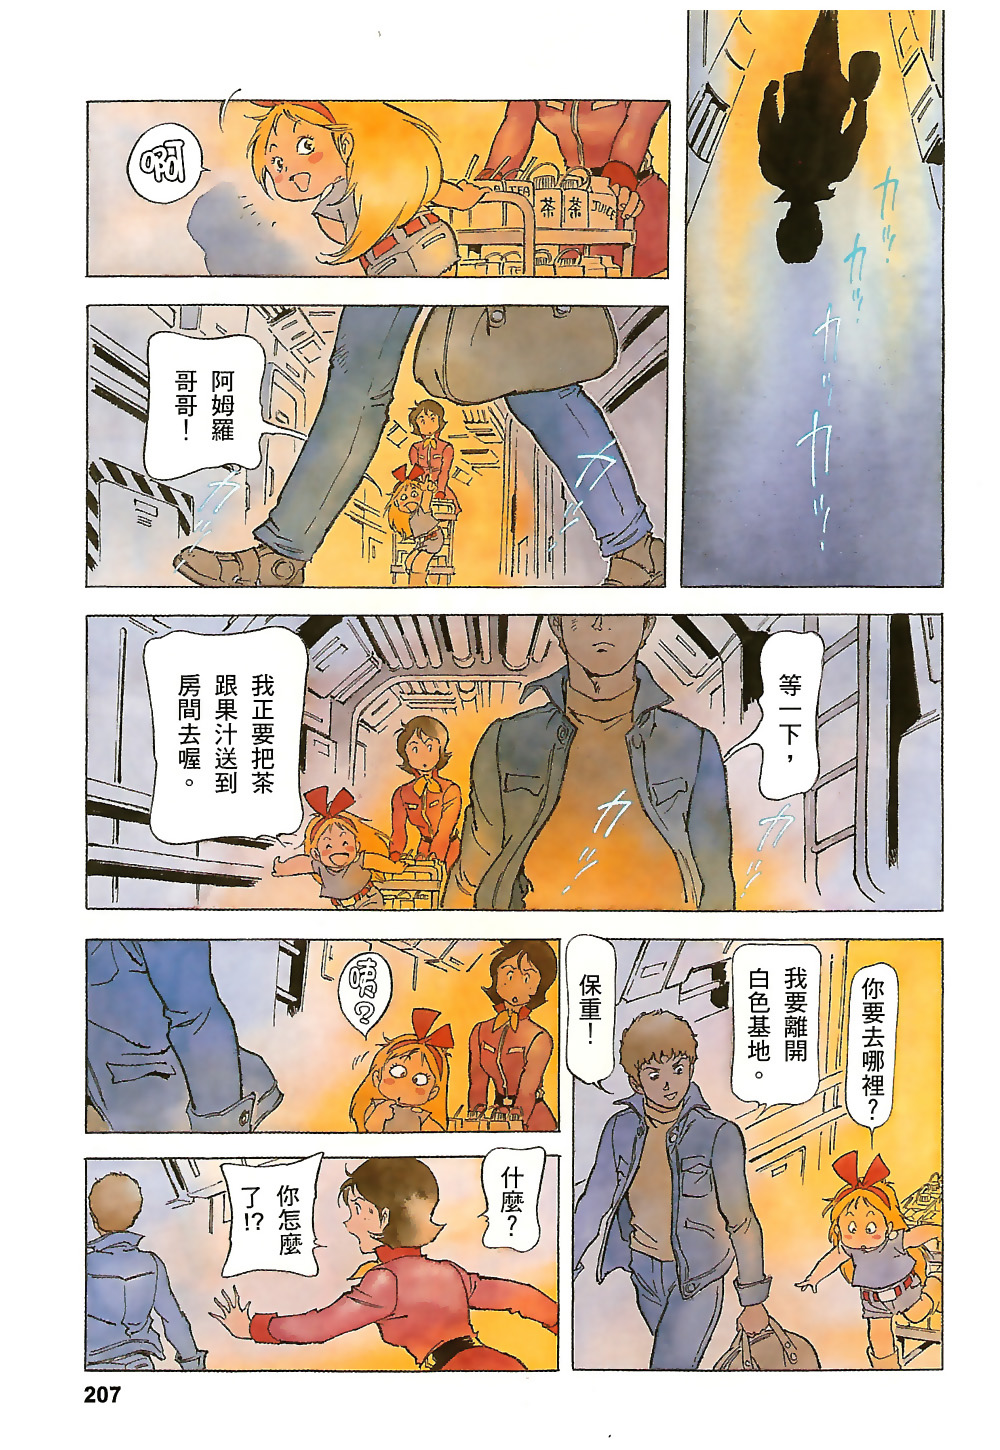 カッ
カッ
カッ
カッ
哎呀
TEA
茶
茶
JUICE
阿姆羅
哥哥！
カッ
カッ
等一下，
我正要把茶
跟果汁送到
房間去喔。
カッ
カッ
你要去哪裡？
我要離開
白色基地。
保重！
咦？
什麼？
你怎麼
了!?
207